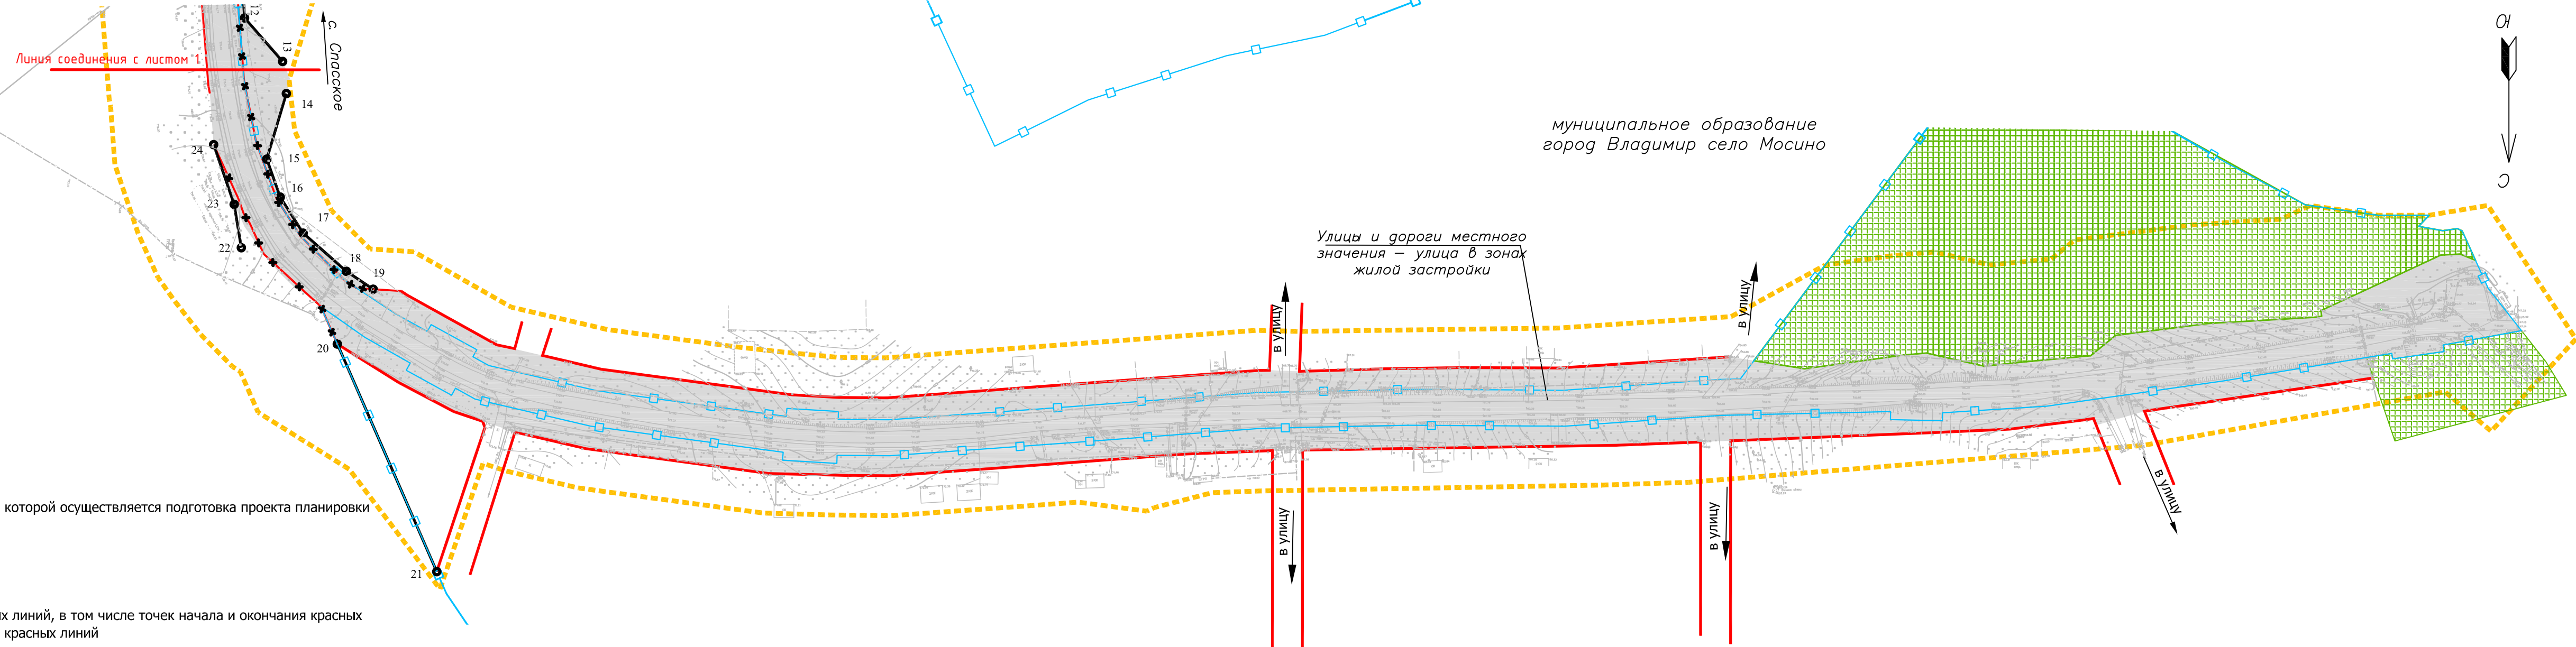 Линия соединения с листом 1
с. Спасское
12
13
14
15
16
17
18
19
20
21
22
23
24
муниципальное образование
город Владимир село Мосино
Улицы и дороги местного
значения – улица в зонах
жилой застройки
в улицу
в улицу
в улицу
в улицу
в улицу
Ю
С
которой осуществляется подготовка проекта планировки
х линий, в том числе точек начала и окончания красных
красных линий